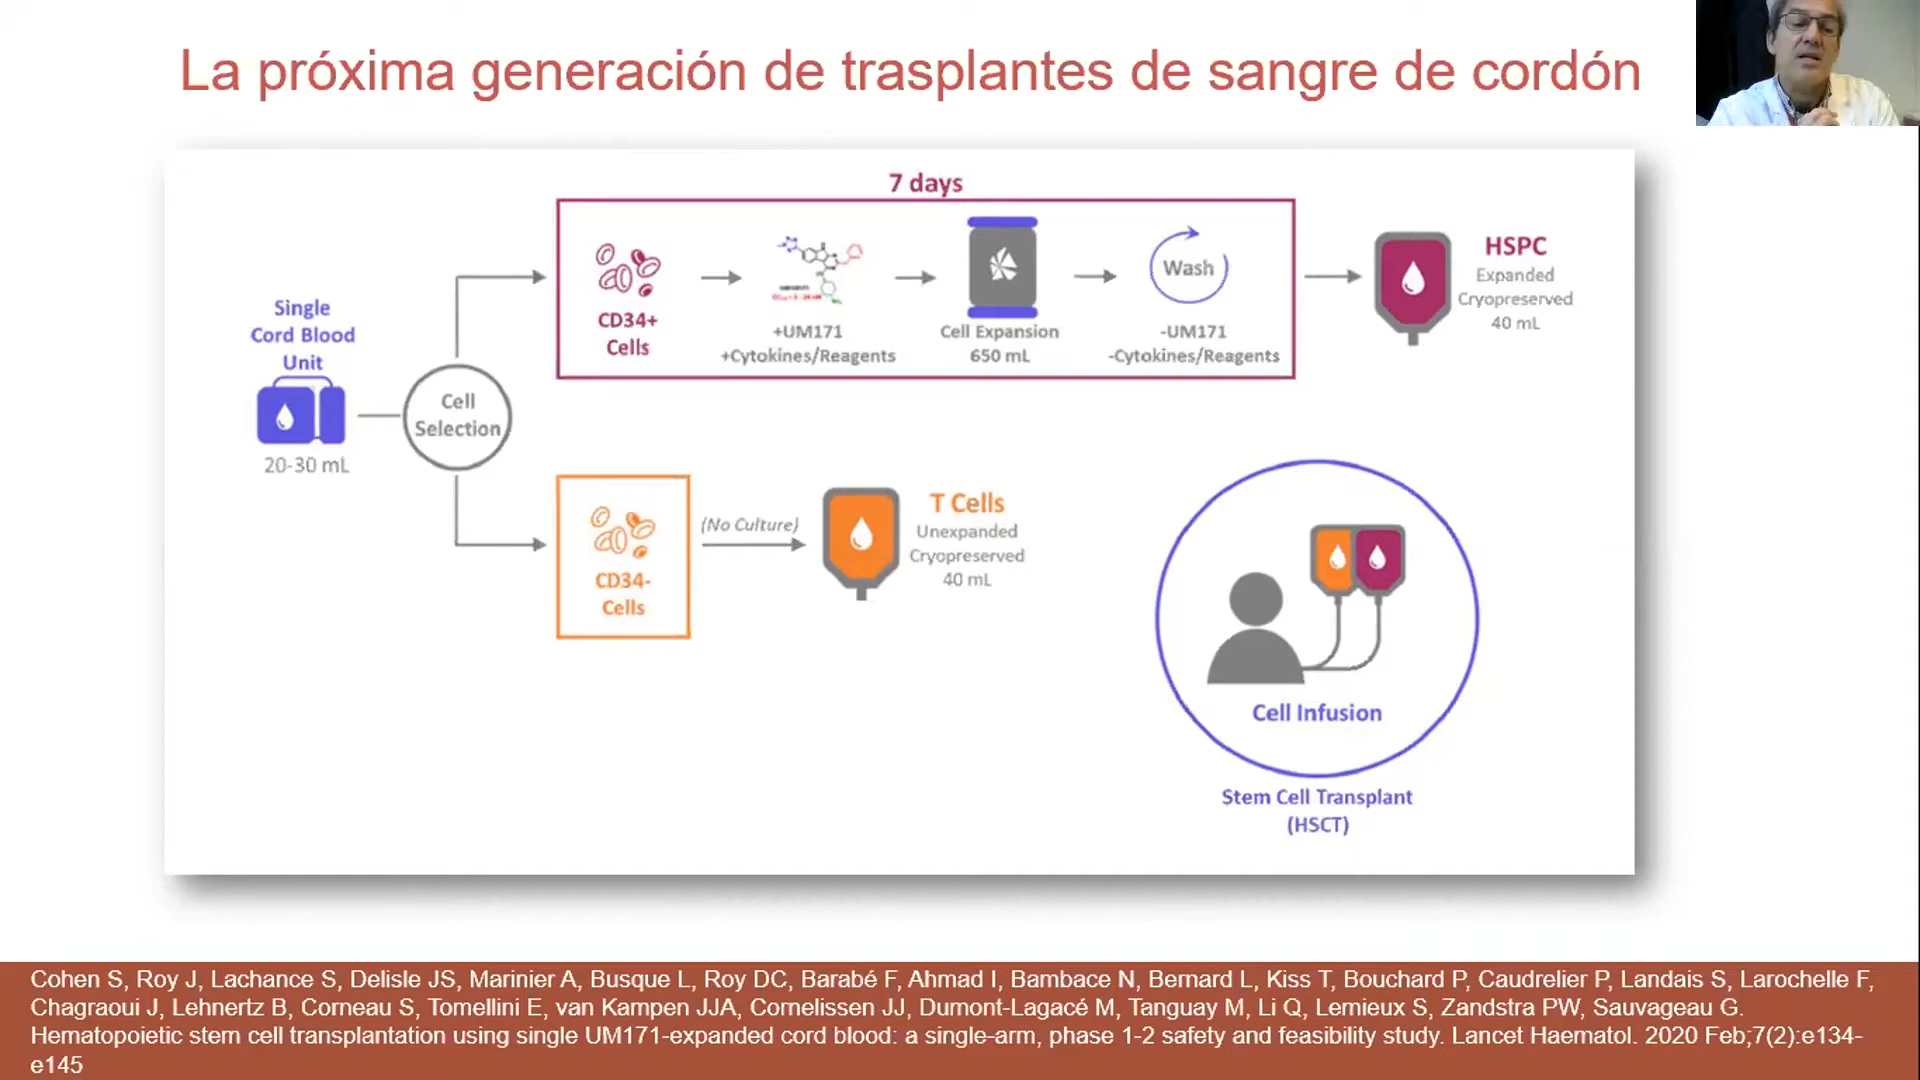 La próxima generación de trasplantes de sangre de cordón
7 days
Single
Cord Blood
Unit
20-30 mL
Cell
Selection
CD34+
Cells
+UM171
+Cytokines/Reagents
Cell Expansion
650 mL
Wash
-UM171
-Cytokines/Reagents
HSPC
Expanded
Cryopreserved
40 mL
CD34-
Cells
(No Culture)
T Cells
Unexpanded
Cryopreserved
40 mL
Cell Infusion
Stem Cell Transplant
(HSCT)
Cohen S, Roy J, Lachance S, Delisle JS, Marinier A, Busque L, Roy DC, Barabé F, Ahmad I, Bambace N, Bernard L, Kiss T, Bouchard P, Caudrelier P, Landais S, Larochelle F,
Chagraoui J, Lehnertz B, Corneau S, Tomellini E, van Kampen JJA, Cornelissen JJ, Dumont-Lagacé M, Tanguay M, Li Q, Lemieux S, Zandstra PW, Sauvageau G.
Hematopoietic stem cell transplantation using single UM171-expanded cord blood: a single-arm, phase 1-2 safety and feasibility study. Lancet Haematol. 2020 Feb;7(2):e134-
e145